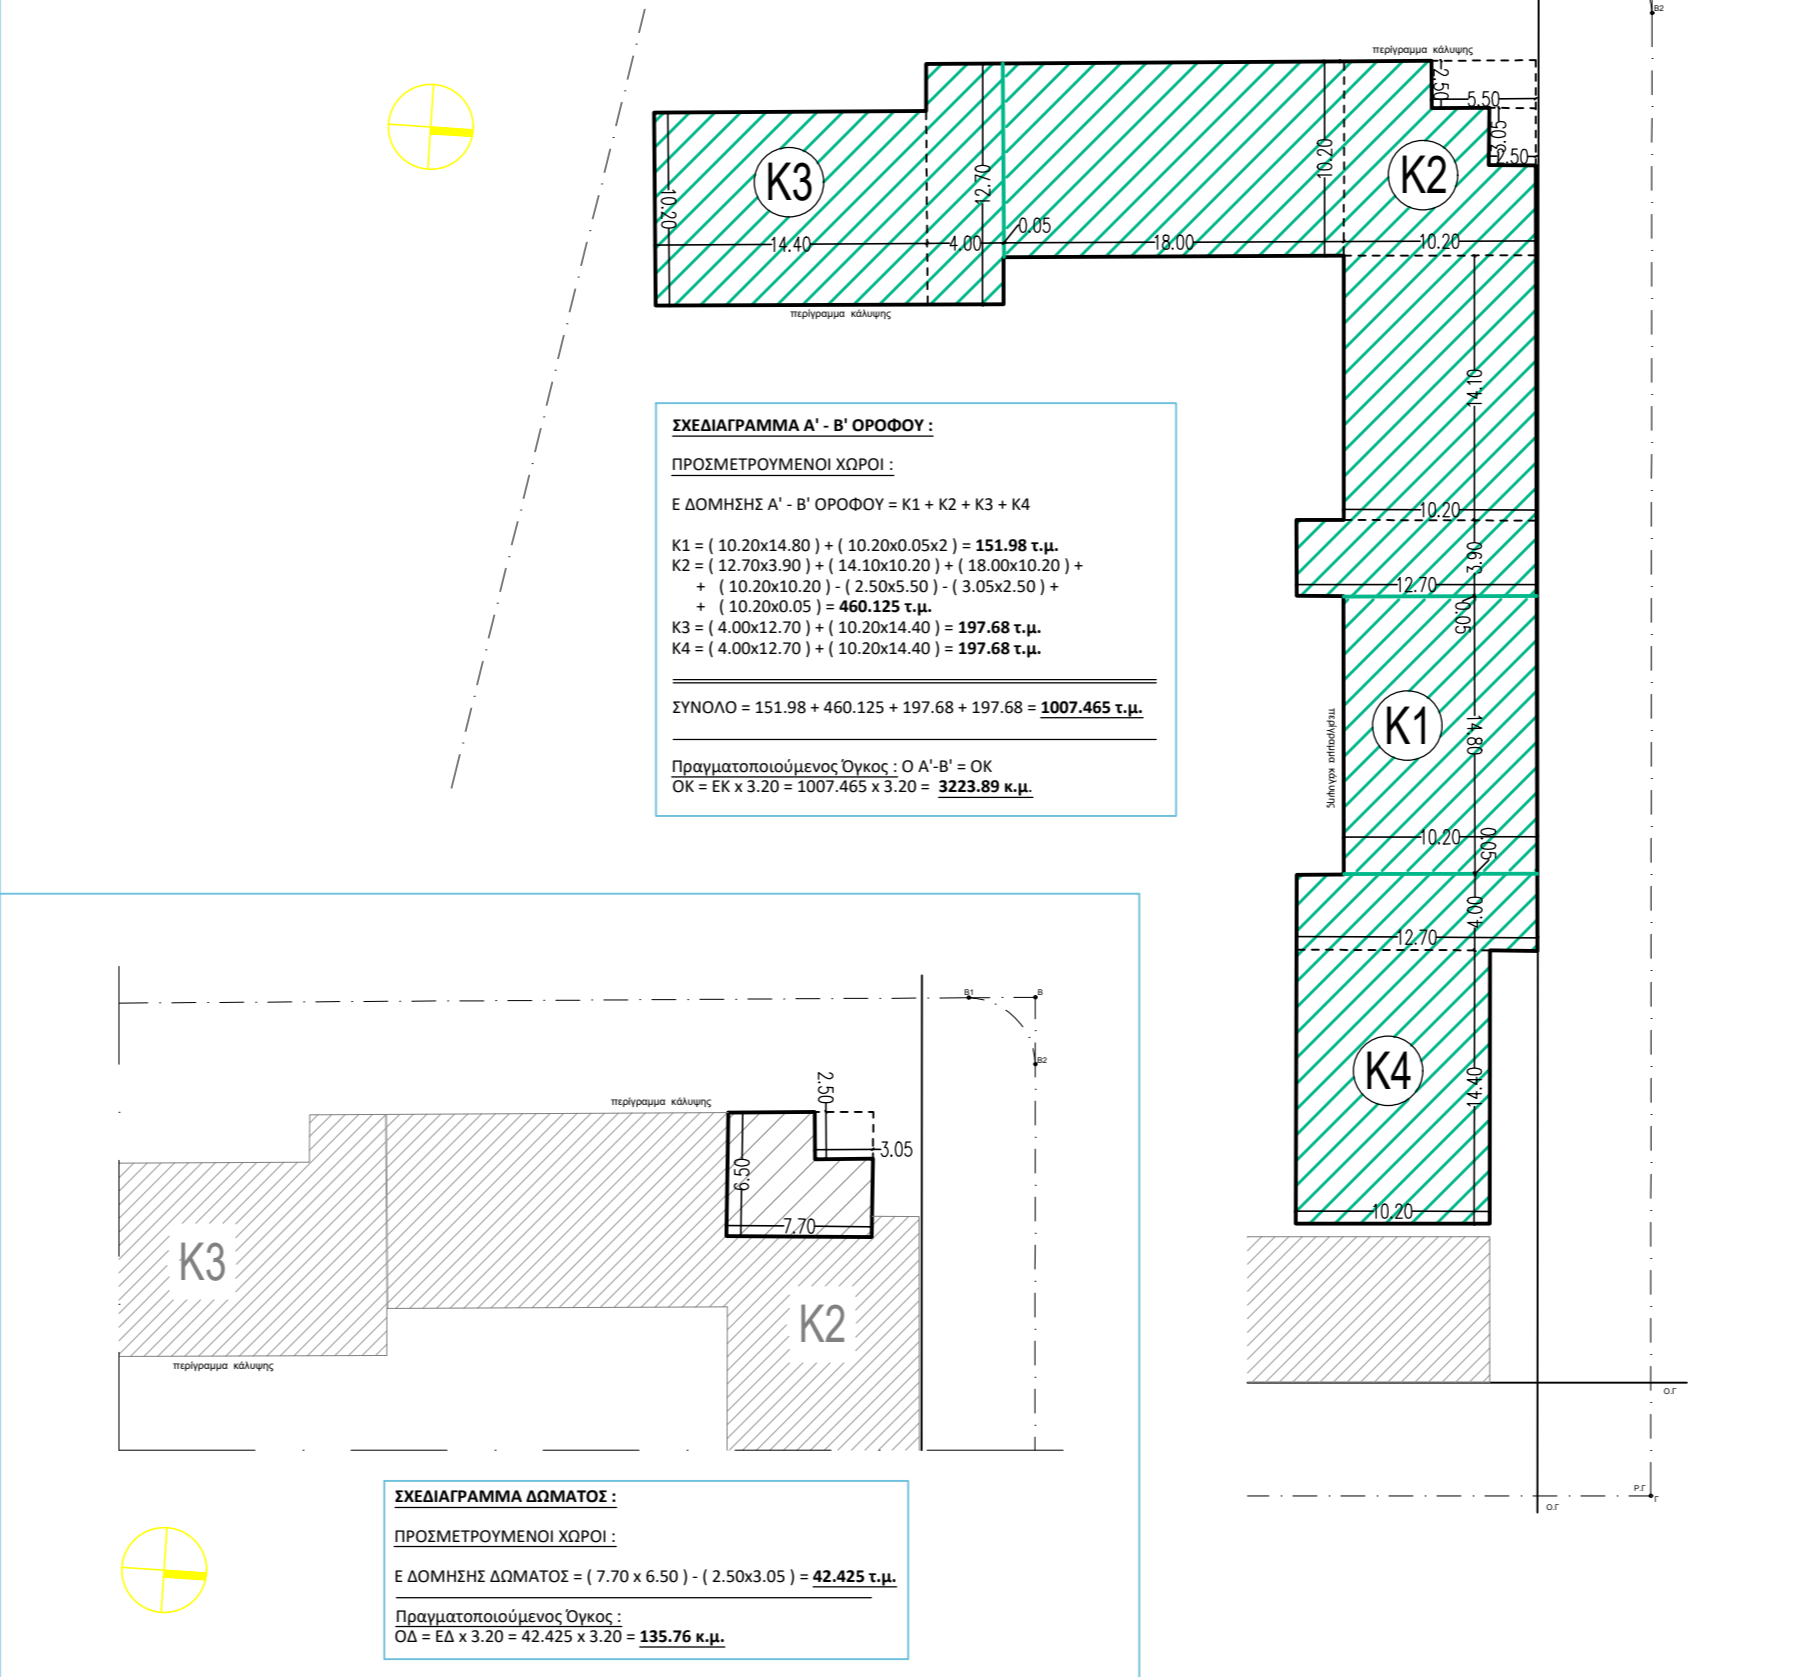 B2
περίγραμμα κάλυψης
2.50
5.50
3.05
2.50
K3
K2
10.20
12.70
10.20
14.40
4.00
0.05
18.00
10.20
περίγραμμα κάλυψης
14.10
10.20
3.90
12.70
0.05
K1
14.80
περίγραμμα κάλυψης
10.20
0.05
4.00
12.70
K4
14.40
10.20
Ο.Γ
Ρ.Γ
Γ
Ο.Γ
ΣΧΕΔΙΑΓΡΑΜΜΑ Α' - Β' ΟΡΟΦΟΥ :
ΠΡΟΣΜΕΤΡΟΥΜΕΝΟΙ ΧΩΡΟΙ :
Ε ΔΟΜΗΣΗΣ Α' - Β' ΟΡΟΦΟΥ = Κ1 + Κ2 + Κ3 + Κ4
Κ1 = ( 10.20x14.80 ) + ( 10.20x0.05x2 ) = 151.98 τ.μ.
Κ2 = ( 12.70x3.90 ) + ( 14.10x10.20 ) + ( 18.00x10.20 ) +
+ ( 10.20x10.20 ) - ( 2.50x5.50 ) - ( 3.05x2.50 ) +
+ ( 10.20x0.05 ) = 460.125 τ.μ.
Κ3 = ( 4.00x12.70 ) + ( 10.20x14.40 ) = 197.68 τ.μ.
Κ4 = ( 4.00x12.70 ) + ( 10.20x14.40 ) = 197.68 τ.μ.
ΣΥΝΟΛΟ = 151.98 + 460.125 + 197.68 + 197.68 = 1007.465 τ.μ.
Πραγματοποιούμενος Όγκος : Ο Α'-Β' = ΟΚ
ΟΚ = ΕΚ x 3.20 = 1007.465 x 3.20 = 3223.89 κ.μ.
B1
B
B2
περίγραμμα κάλυψης
2.50
3.05
6.50
7.70
K3
K2
περίγραμμα κάλυψης
ΣΧΕΔΙΑΓΡΑΜΜΑ ΔΩΜΑΤΟΣ :
ΠΡΟΣΜΕΤΡΟΥΜΕΝΟΙ ΧΩΡΟΙ :
Ε ΔΟΜΗΣΗΣ ΔΩΜΑΤΟΣ = ( 7.70 x 6.50 ) - ( 2.50x3.05 ) = 42.425 τ.μ.
Πραγματοποιούμενος Όγκος :
ΟΔ = ΕΔ x 3.20 = 42.425 x 3.20 = 135.76 κ.μ.